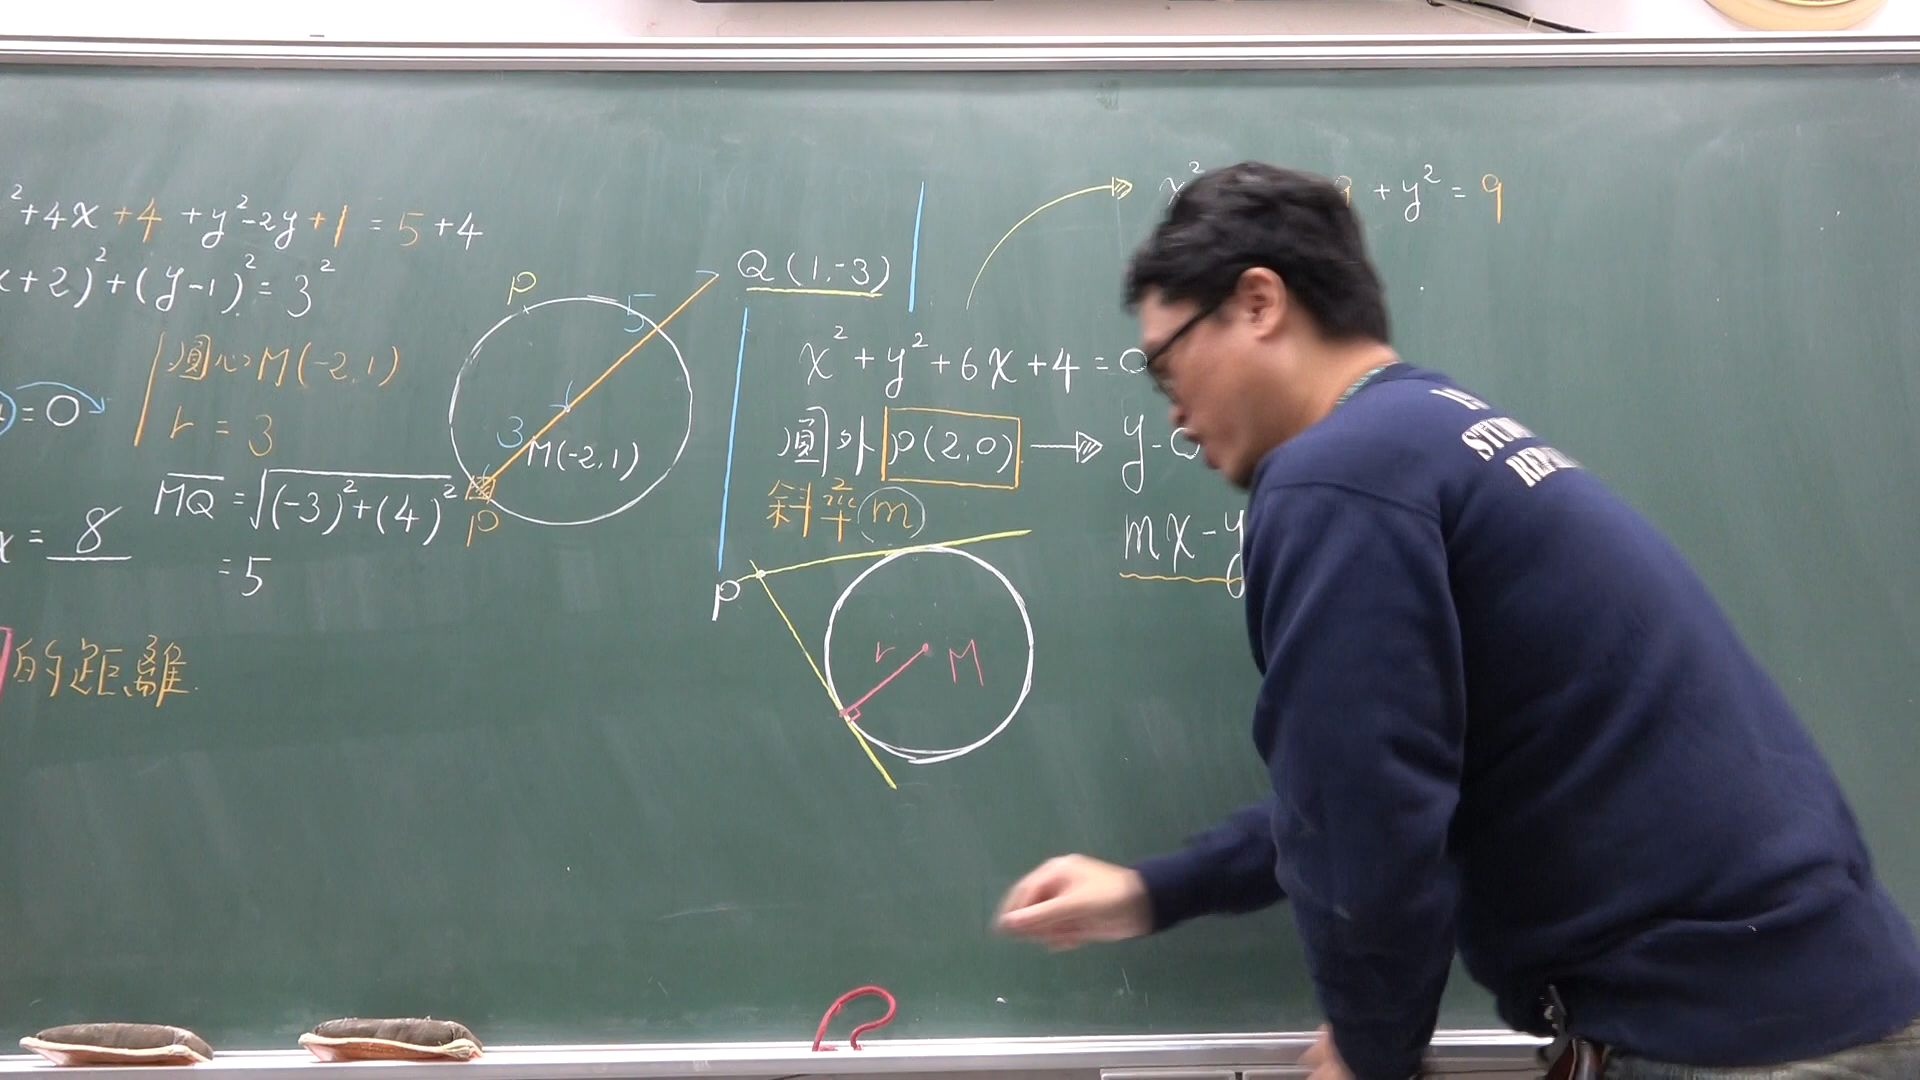 ²+4x+4 +y²-2y+1 = 5+4
x+2)²+(y-1)²=3²
圓心M(-2,1)
r = 3
=0
MQ = √(-3)²+(4)²
= 5
x = 8
的距離
P
5
Q(1,-3)
3
M(-2,1)
P
x² + y² = 9
x²+y²+6x+4=0
圓外P(2,0) → y-0
斜率m
mx-y
P
r M